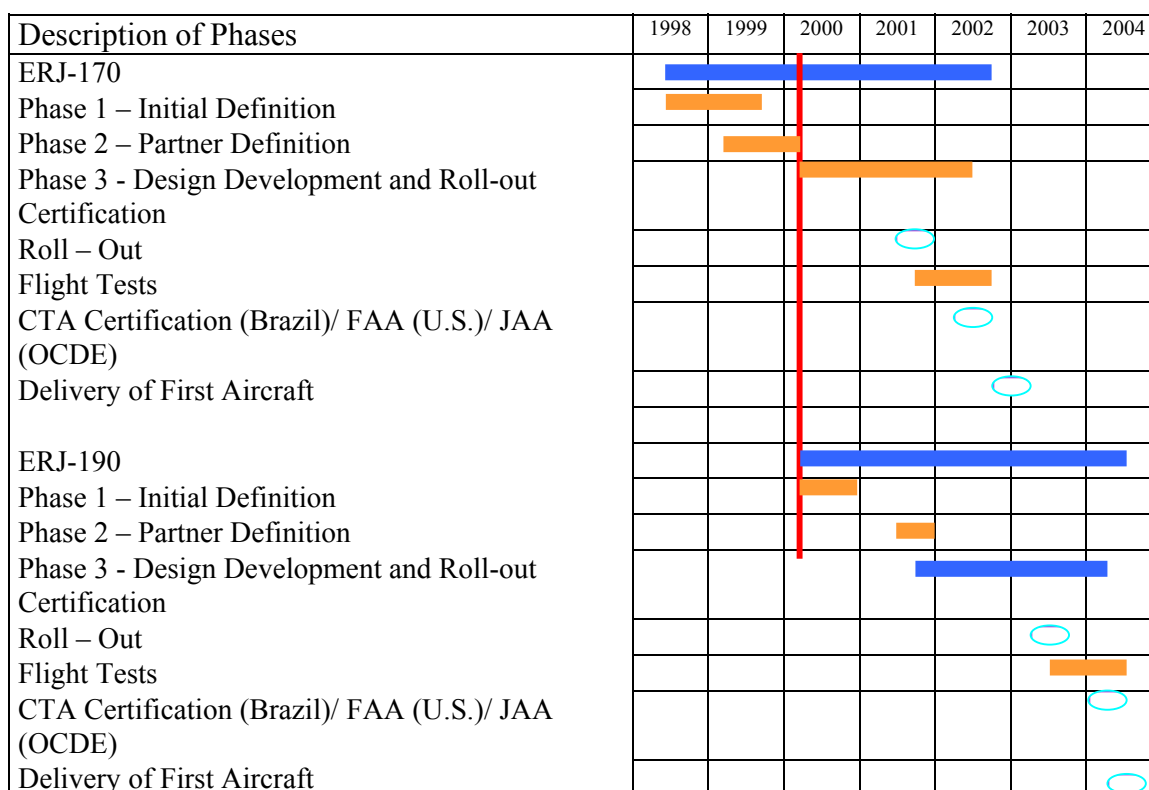 Description of Phases 1998 1999 2000 2001 2002 2003 2004
ERJ-170
Phase 1 – Initial Definition
Phase 2 – Partner Definition
Phase 3 - Design Development and Roll-out
Certification
Roll – Out
Flight Tests
CTA Certification (Brazil)/ FAA (U.S.)/ JAA
(OCDE)
Delivery of First Aircraft
ERJ-190
Phase 1 – Initial Definition
Phase 2 – Partner Definition
Phase 3 - Design Development and Roll-out
Certification
Roll – Out
Flight Tests
CTA Certification (Brazil)/ FAA (U.S.)/ JAA
(OCDE)
Delivery of First Aircraft